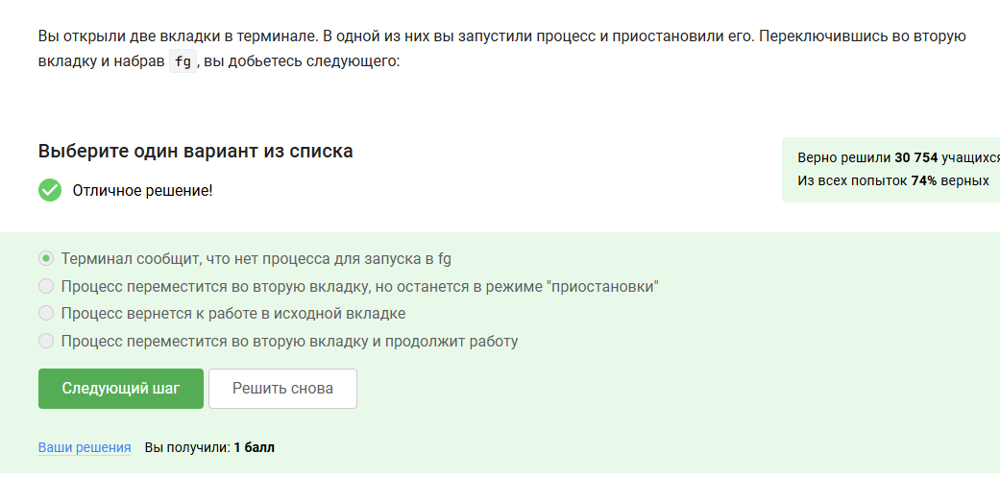 Вы открыли две вкладки в терминале. В одной из них вы запустили процесс и приостановили его. Переключившись во вторую
вкладку и набрав fg, вы добьетесь следующего:
Выберите один вариант из списка
Отличное решение!
Верно решили 30 754 учащихся
Из всех попыток 74% верных
Терминал сообщит, что нет процесса для запуска в fg
Процесс переместится во вторую вкладку, но останется в режиме "приостановки"
Процесс вернется к работе в исходной вкладке
Процесс переместится во вторую вкладку и продолжит работу
Следующий шаг
Решить снова
Ваши решения Вы получили: 1 балл